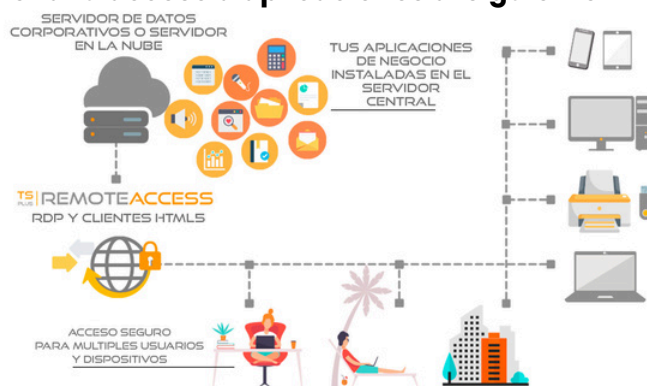 SERVIDOR DE DATOS
CORPORATIVOS O SERVIDOR
EN LA NUBE
TUS APLICACIONES
DE NEGOCIO
INSTALADAS EN EL
SERVIDOR
CENTRAL
TS PLUS REMOTEACCESS
RDP Y CLIENTES HTML5
ACCESO SEGURO
PARA MULTIPLES USUARIOS
Y DISPOSITIVOS